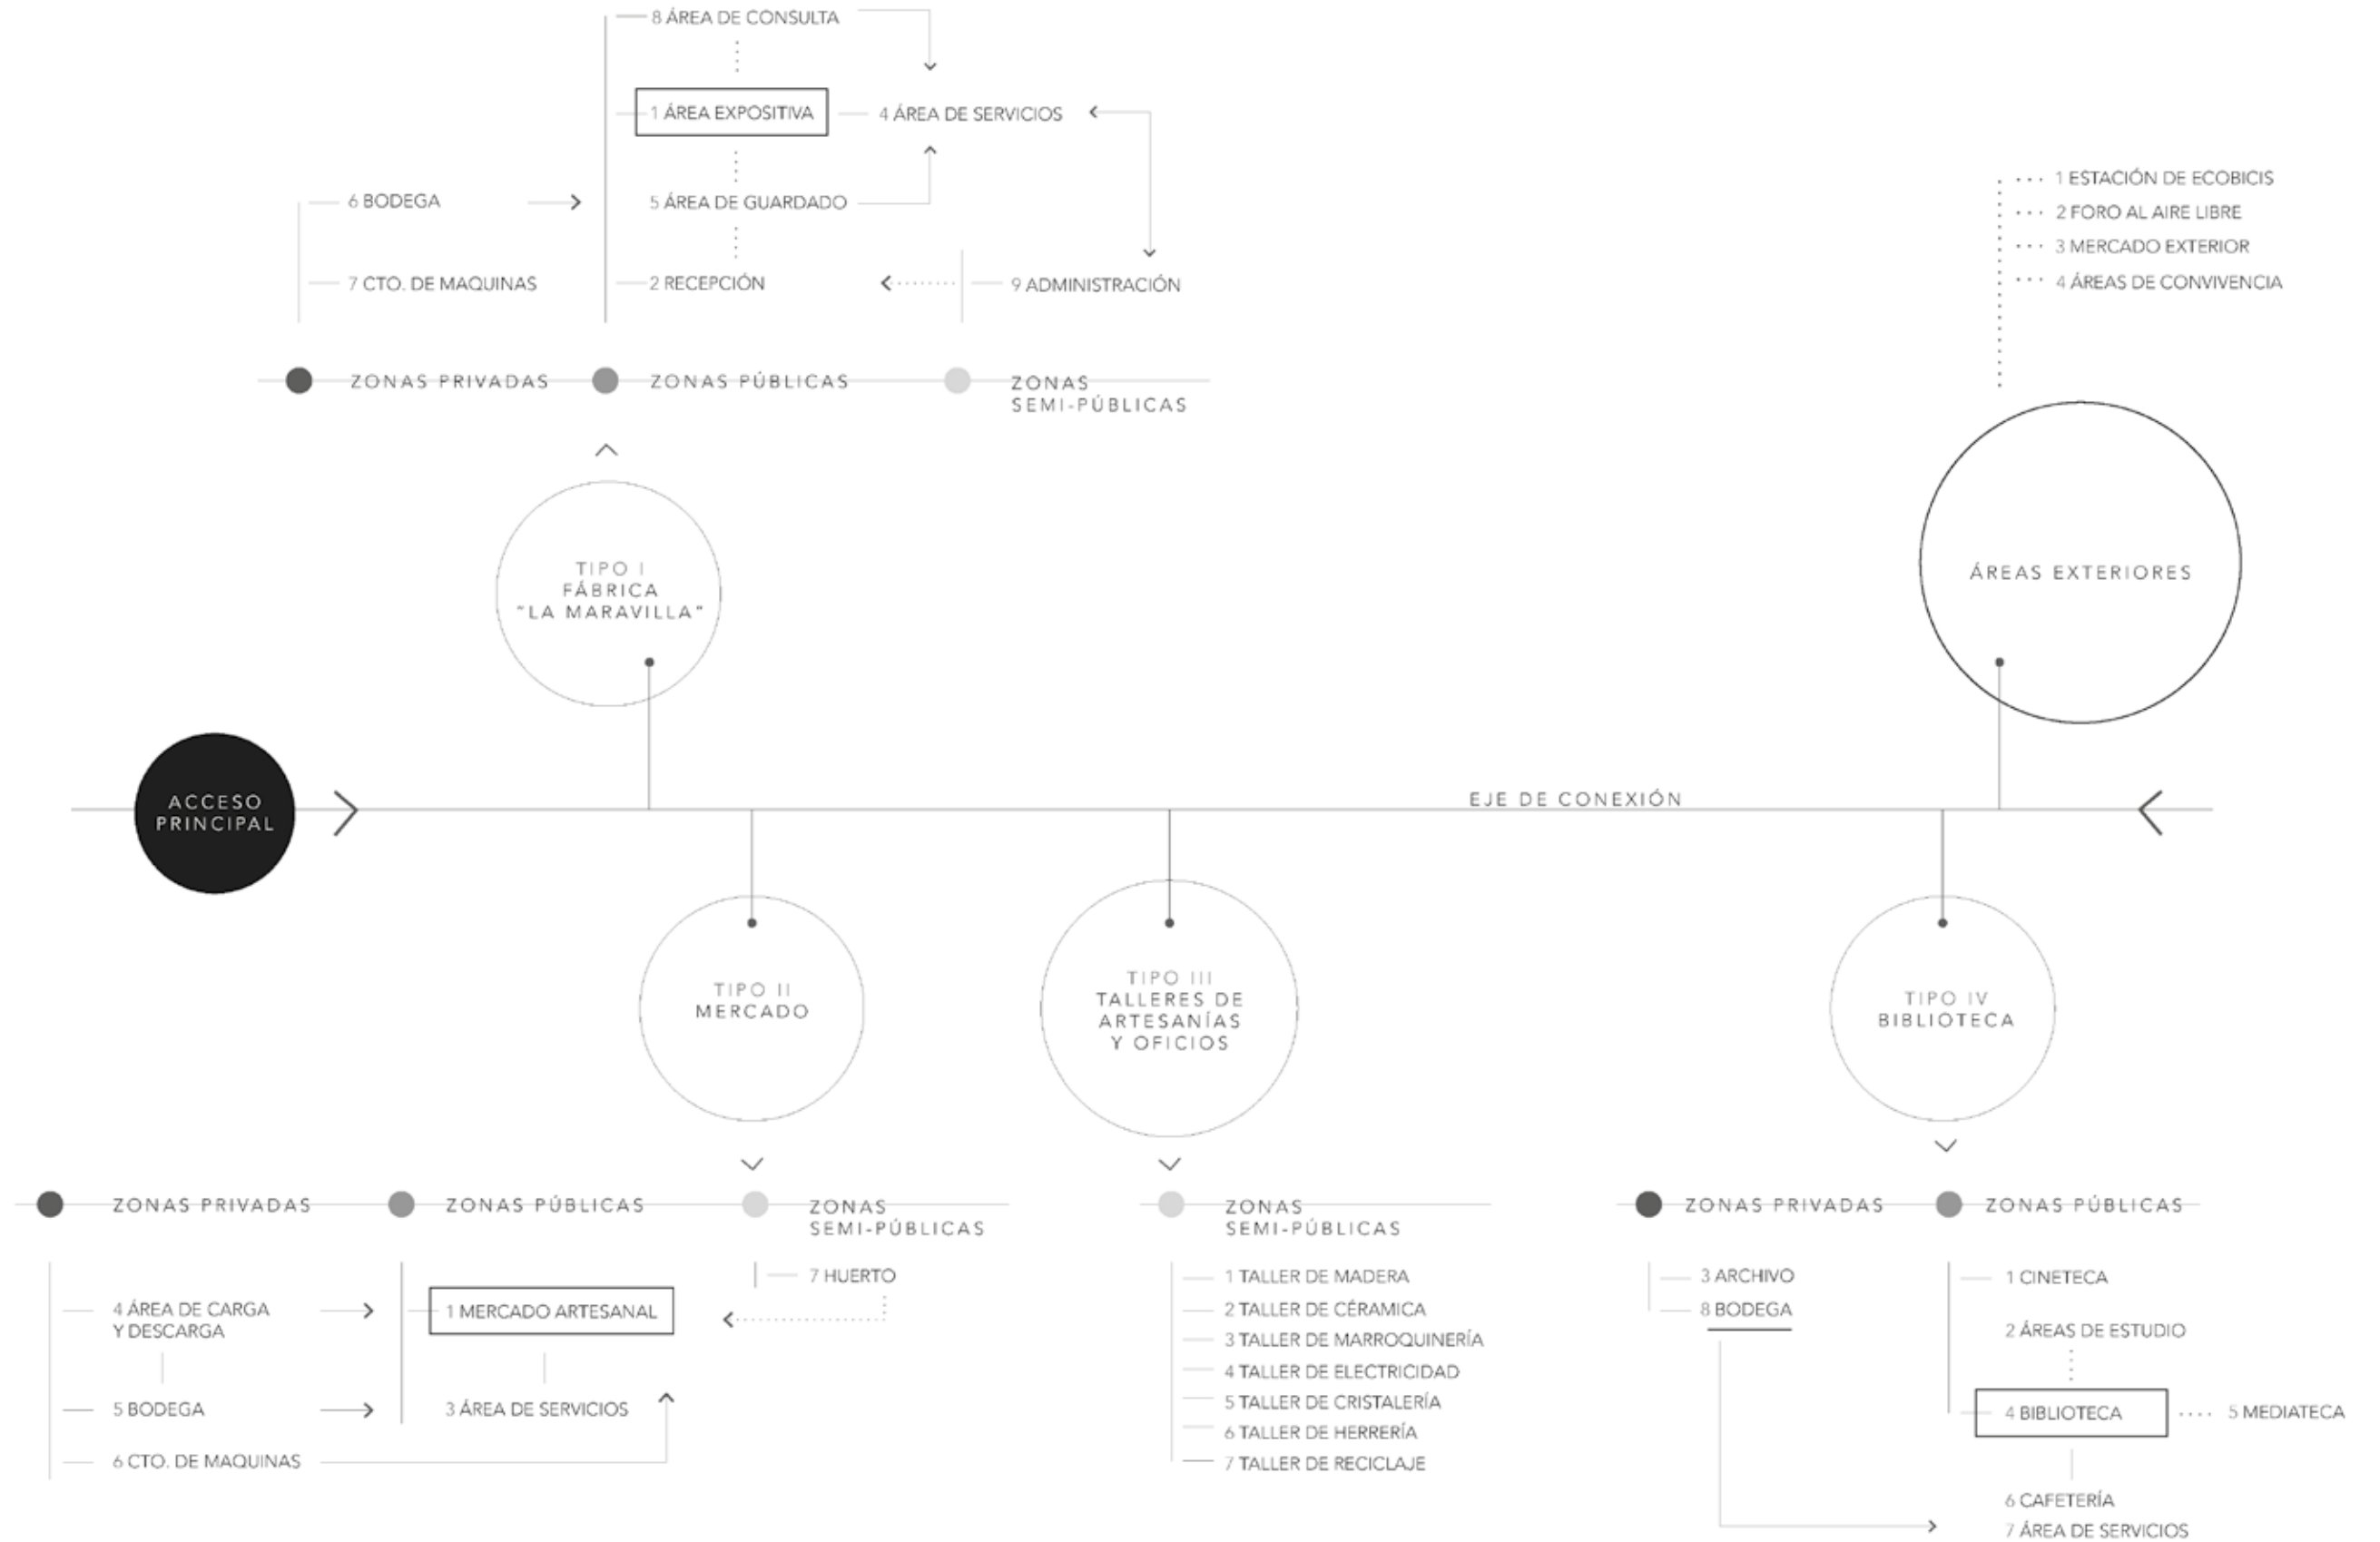 8 ÁREA DE CONSULTA
1 ÁREA EXPOSITIVA
4 ÁREA DE SERVICIOS
6 BODEGA
5 ÁREA DE GUARDADO
7 CTO. DE MAQUINAS
2 RECEPCIÓN
9 ADMINISTRACIÓN
ZONAS PRIVADAS
ZONAS PÚBLICAS
ZONAS
SEMI-PÚBLICAS
1 ESTACIÓN DE ECOBICIS
2 FORO AL AIRE LIBRE
3 MERCADO EXTERIOR
4 ÁREAS DE CONVIVENCIA
TIPO I
FÁBRICA
"LA MARAVILLA"
ÁREAS EXTERIORES
ACCESO
PRINCIPAL
EJE DE CONEXIÓN
TIPO II
MERCADO
TIPO III
TALLERES DE
ARTESANÍAS
Y OFICIOS
TIPO IV
BIBLIOTECA
ZONAS PRIVADAS
ZONAS PÚBLICAS
ZONAS
SEMI-PÚBLICAS
4 ÁREA DE CARGA
Y DESCARGA
5 BODEGA
6 CTO. DE MAQUINAS
1 MERCADO ARTESANAL
3 ÁREA DE SERVICIOS
7 HUERTO
ZONAS
SEMI-PÚBLICAS
1 TALLER DE MADERA
2 TALLER DE CÉRAMICA
3 TALLER DE MARROQUINERÍA
4 TALLER DE ELECTRICIDAD
5 TALLER DE CRISTALERÍA
6 TALLER DE HERRERÍA
7 TALLER DE RECICLAJE
ZONAS PRIVADAS
ZONAS PÚBLICAS
3 ARCHIVO
8 BODEGA
1 CINETECA
2 ÁREAS DE ESTUDIO
4 BIBLIOTECA
5 MEDIATECA
6 CAFETERÍA
7 ÁREA DE SERVICIOS